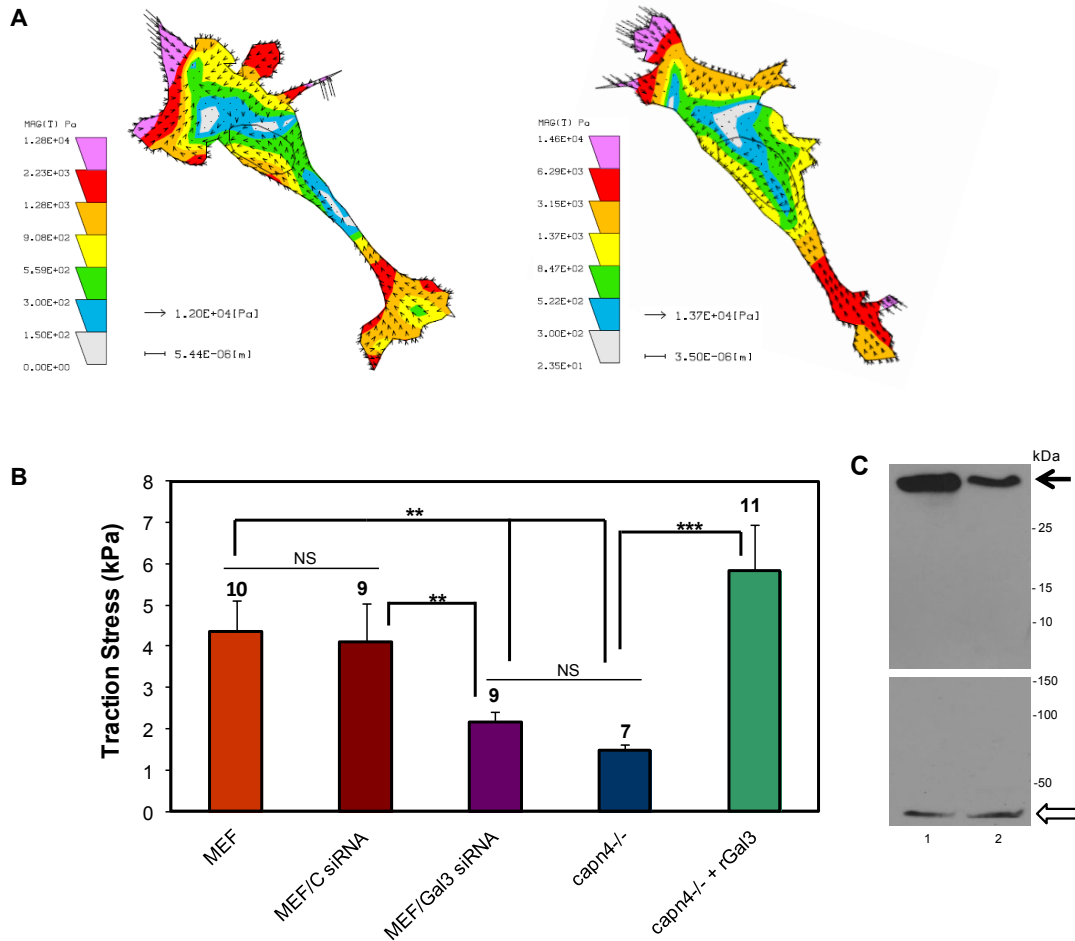 A
MAG(T) Pa
1.28E+04
2.23E+03
1.28E+03
9.08E+02
5.59E+02
3.00E+02
1.50E+02
0.00E+00
1.20E+04[Pa]
5.44E-06[m]
MAG(T) Pa
1.46E+04
6.29E+03
3.15E+03
1.37E+03
8.47E+02
5.22E+02
3.00E+02
2.35E+01
1.37E+04[Pa]
3.50E-06[m]
B
Traction Stress (kPa)
8
7
6
5
4
3
2
1
0
**
***
NS
**
NS
10
9
9
7
11
MEF
MEF/C siRNA
MEF/Gal3 siRNA
capn4-/-
capn4-/- + rGal3
C
kDa
-25
-15
-10
-150
-100
-50
1 2